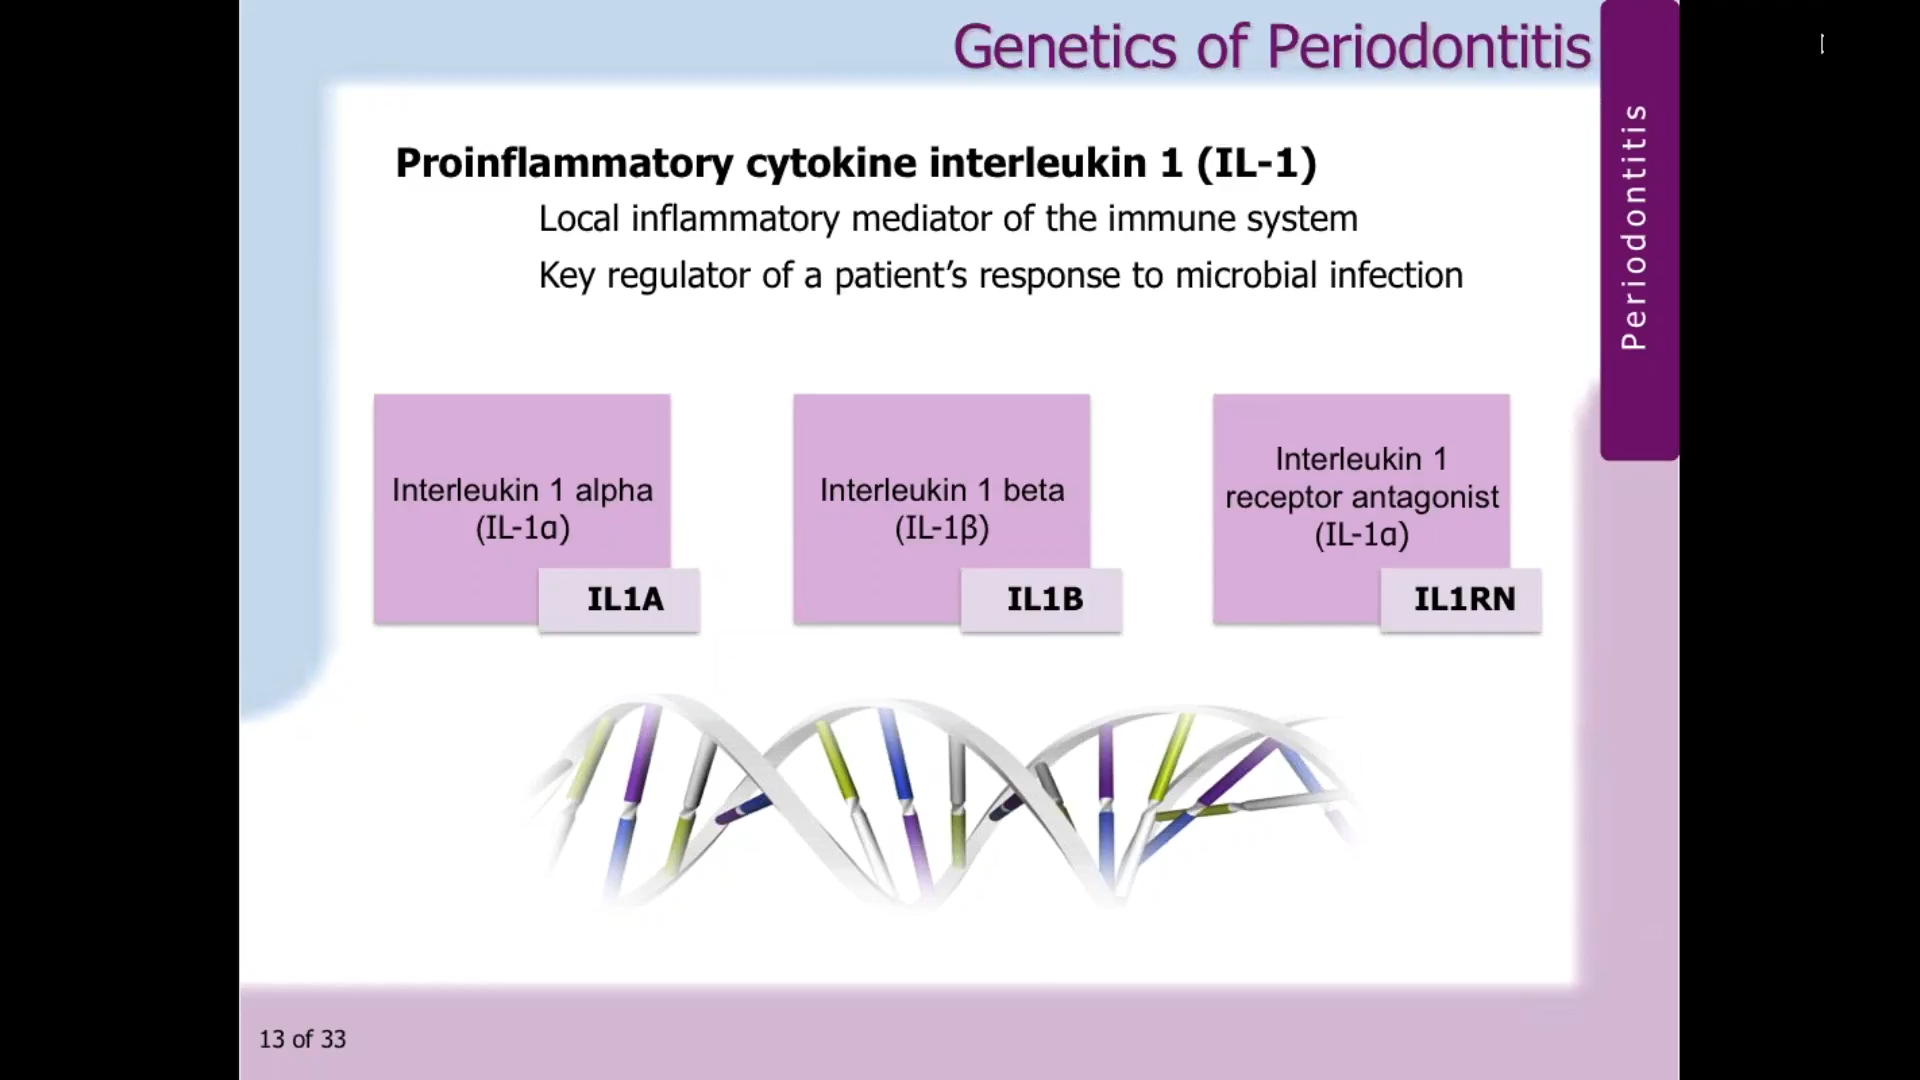 Genetics of Periodontitis
Periodontitis
Proinflammatory cytokine interleukin 1 (IL-1)
Local inflammatory mediator of the immune system
Key regulator of a patient’s response to microbial infection
Interleukin 1 alpha
(IL-1α)
IL1A
Interleukin 1 beta
(IL-1β)
IL1B
Interleukin 1
receptor antagonist
(IL-1α)
IL1RN
13 of 33